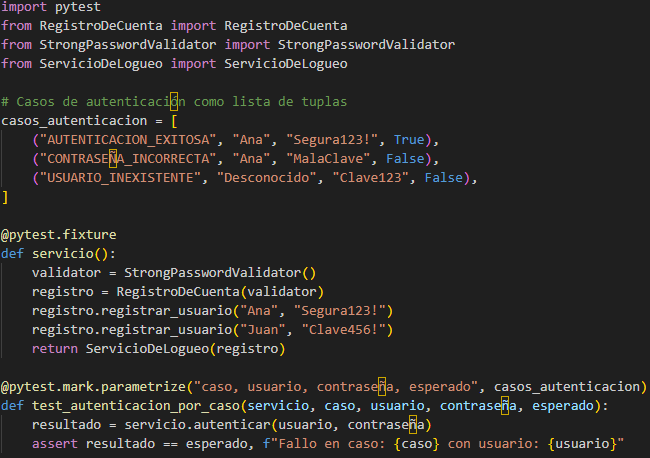 import pytest
from RegistroDeCuenta import RegistroDeCuenta
from StrongPasswordValidator import StrongPasswordValidator
from ServicioDeLogueo import ServicioDeLogueo
# Casos de autenticación como lista de tuplas
casos_autenticacion = [
("AUTENTICACION_EXITOSA", "Ana", "Segura123!", True),
("CONTRASEÑA_INCORRECTA", "Ana", "MalaClave", False),
("USUARIO_INEXISTENTE", "Desconocido", "Clave123", False),
]
@pytest.fixture
def servicio():
validator = StrongPasswordValidator()
registro = RegistroDeCuenta(validator)
registro.registrar_usuario("Ana", "Segura123!")
registro.registrar_usuario("Juan", "Clave456!")
return ServicioDeLogueo(registro)
@pytest.mark.parametrize("caso, usuario, contraseña, esperado", casos_autenticacion)
def test_autenticacion_por_caso(servicio, caso, usuario, contraseña, esperado):
resultado = servicio.autenticar(usuario, contraseña)
assert resultado == esperado, f"Fallo en caso: {caso} con usuario: {usuario}"